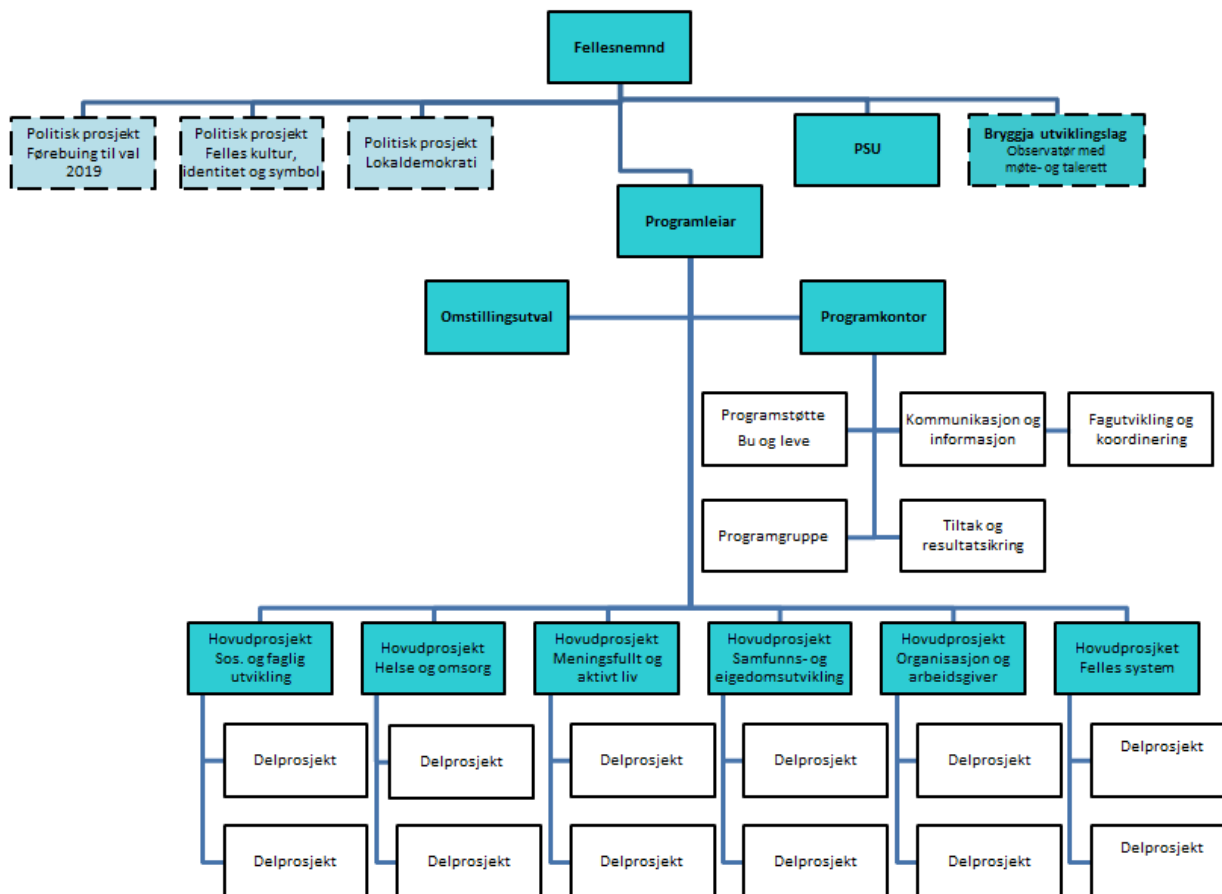 Fellesnemnd
Politisk prosjekt
Førebuing til val
2019
Politisk prosjekt
Felles kultur,
identitet og symbol
Politisk prosjekt
Lokaldemokrati
PSU
Bryggja utviklingslag
Observatør med
møte- og talerett
Programleiar
Omstillingsutval
Programkontor
Programstøtte
Bu og leve
Kommunikasjon og
informasjon
Fagutvikling og
koordinering
Programgruppe
Tiltak og
resultatsikring
Hovudprosjekt
Sos. og faglig
utvikling
Hovudprosjekt
Helse og omsorg
Hovudprosjekt
Meningsfullt og
aktivt liv
Hovudprosjekt
Samfunns- og
eigedomsutvikling
Hovudprosjekt
Organisasjon og
arbeidsgiver
Hovudprosjket
Felles system
Delprosjekt
Delprosjekt
Delprosjekt
Delprosjekt
Delprosjekt
Delprosjekt
Delprosjekt
Delprosjekt
Delprosjekt
Delprosjekt
Delprosjekt
Delprosjekt